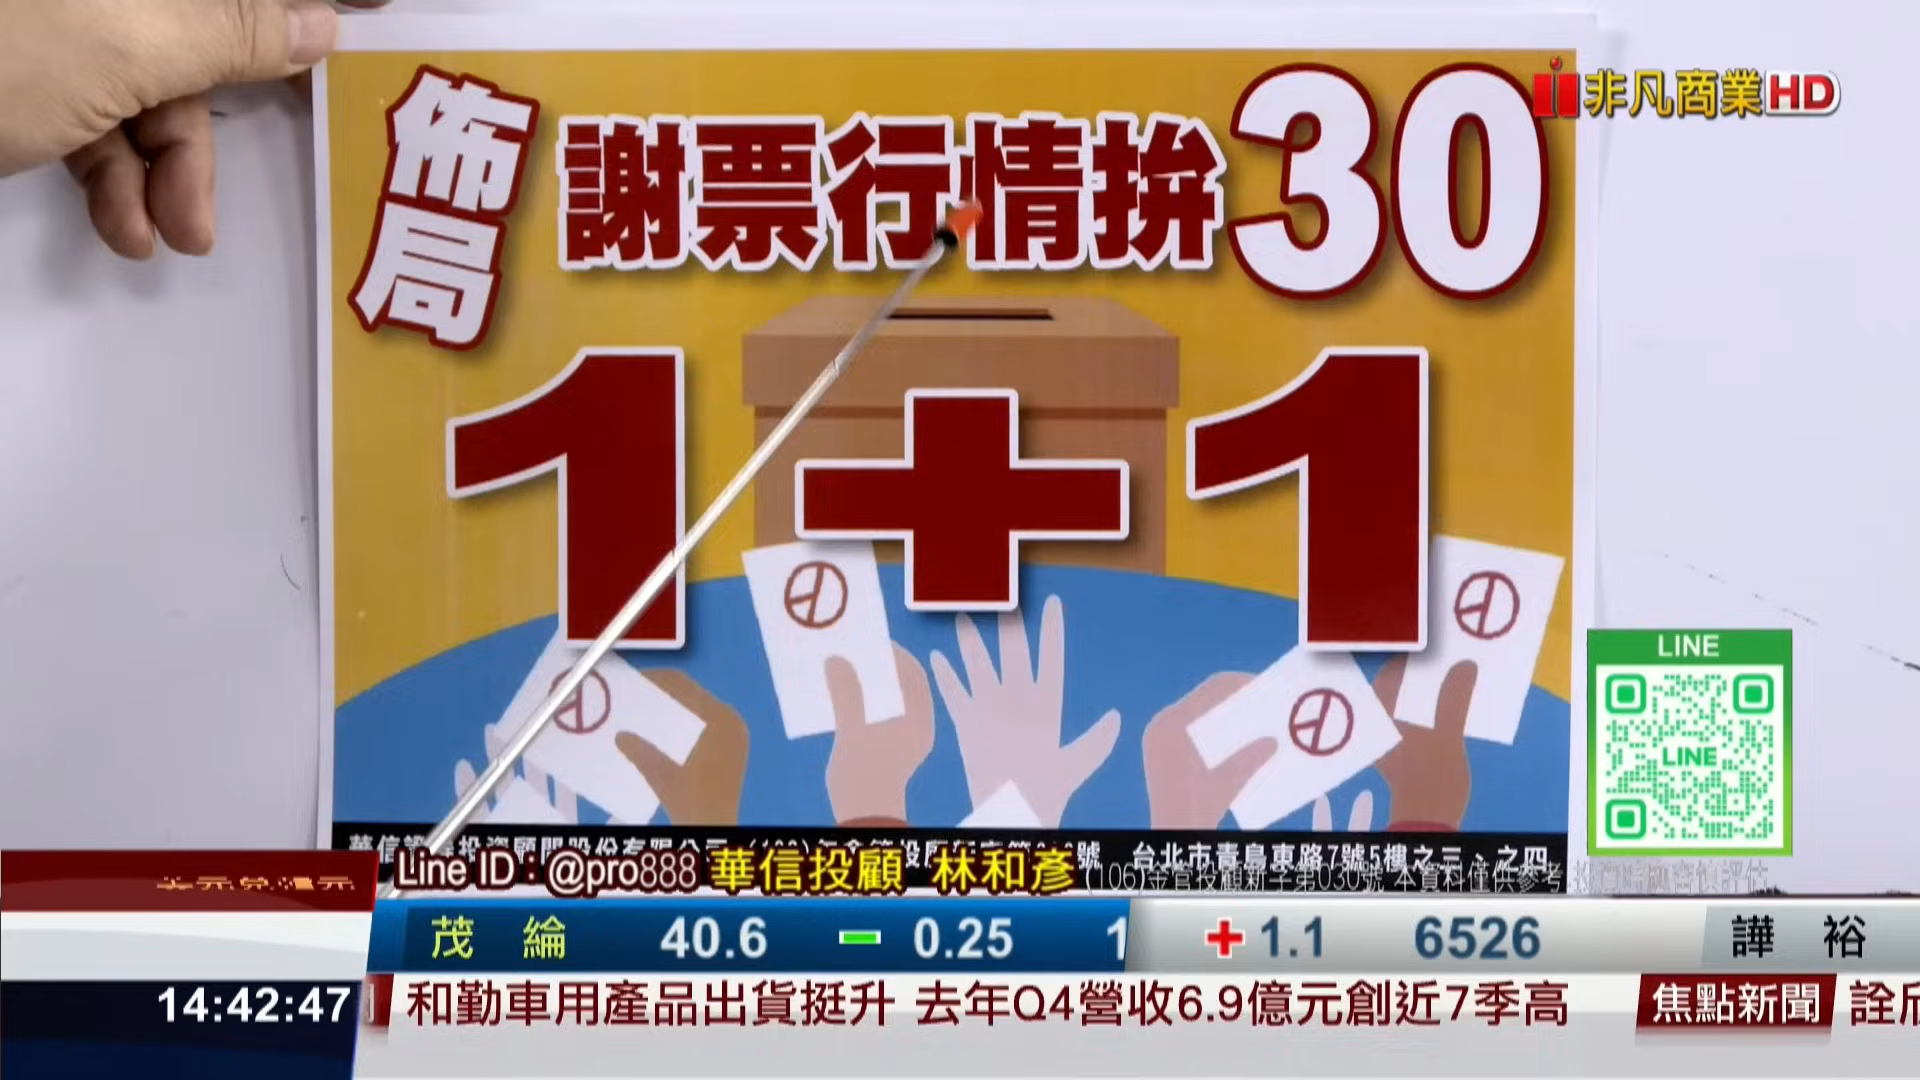 佈局
謝票行情拚30
非凡商業HD
1+1
LINE
LINE
台北市青島東路7號5樓之三、之四
Line ID : @pro888 華信投顧 林和彥
(106)金管投顧新字第030號 本資料僅供參考
茂綸 40.6 － 0.25 1
+1.1 6526 譁裕
14:42:47
和勤車用產品出貨挺升 去年Q4營收6.9億元創近7季高
焦點新聞